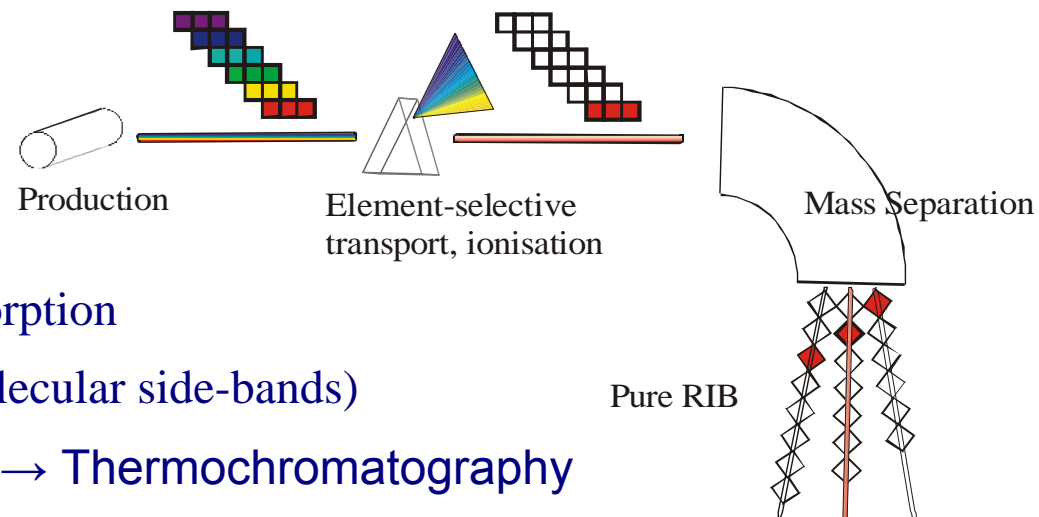 Production
Element-selective
transport, ionisation
Mass Separation
orption
lecular side-bands)
Pure RIB
→ Thermochromatography